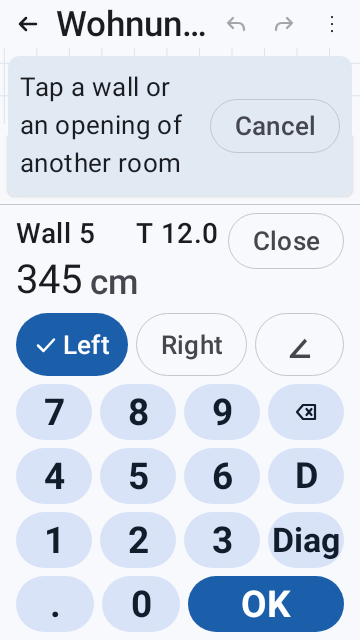 Wohnun...
Tap a wall or
an opening of
another room
Cancel
Wall 5 T 12.0
Close
345 cm
Left Right
7 8 9
4 5 6 D
1 2 3 Diag
. 0 OK